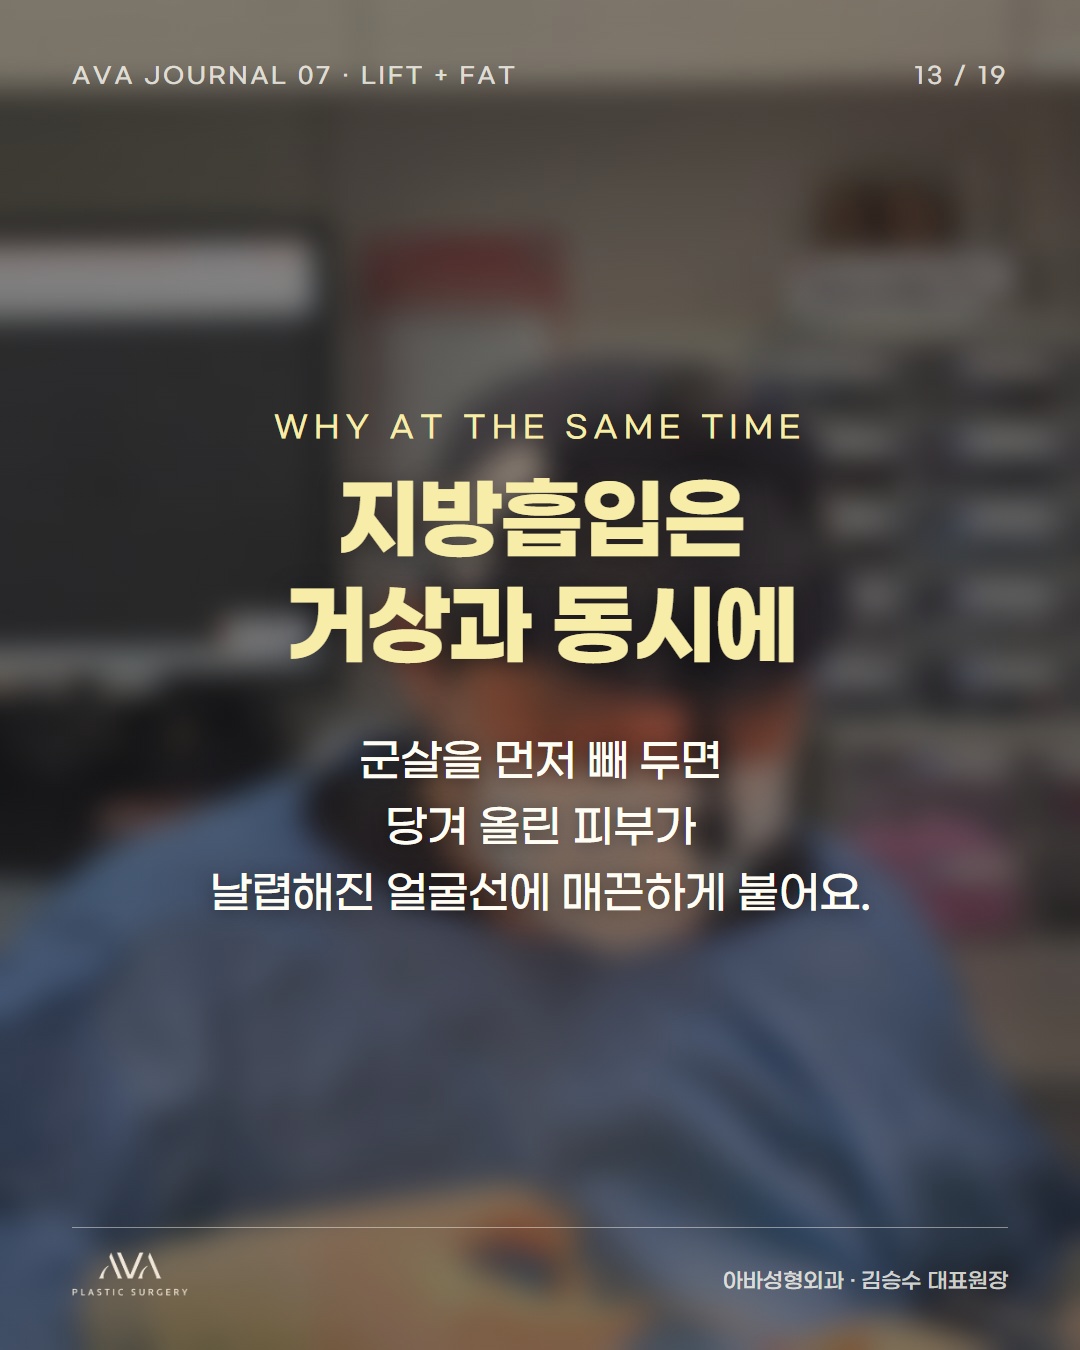 AVA JOURNAL 07 · LIFT + FAT
13 / 19
WHY AT THE SAME TIME
지방흡입은
거상과 동시에
군살을 먼저 빼 두면
당겨 올린 피부가
날렵해진 얼굴선에 매끈하게 붙어요.
AVA
PLASTIC SURGERY
아바성형외과 · 김승수 대표원장